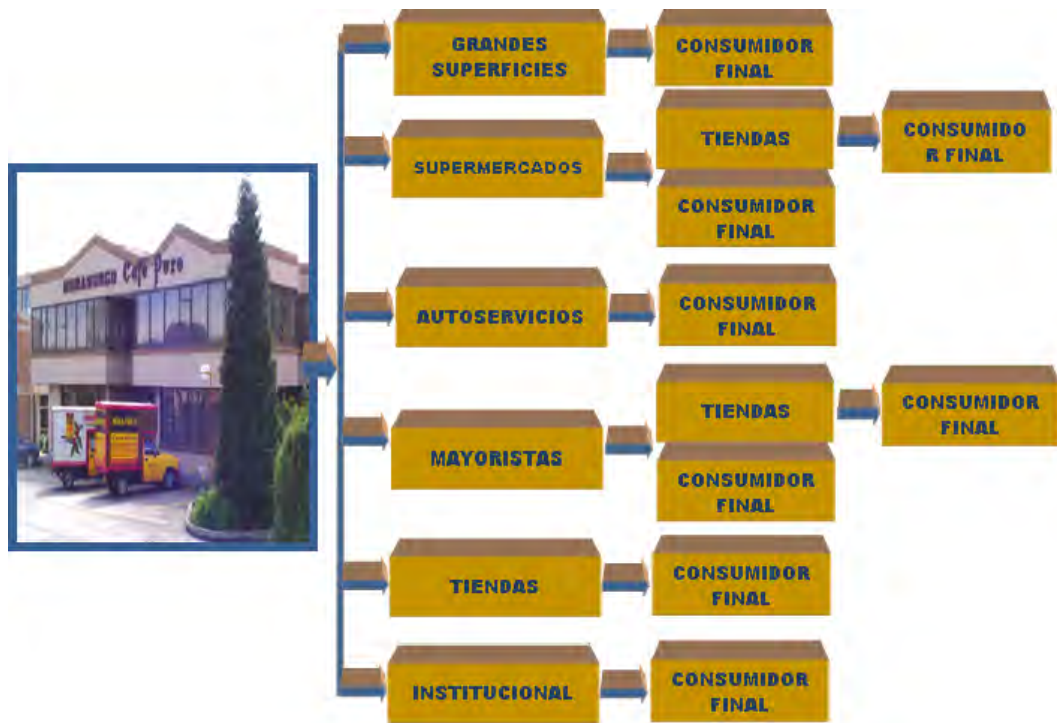 GRANDES
SUPERFICIES
CONSUMIDOR
FINAL
SUPERMERCADOS
TIENDAS
CONSUMIDO
R FINAL
CONSUMIDOR
FINAL
Café Puro
AUTOSERVICIOS
CONSUMIDOR
FINAL
MAYORISTAS
TIENDAS
CONSUMIDOR
FINAL
CONSUMIDOR
FINAL
TIENDAS
CONSUMIDOR
FINAL
INSTITUCIONAL
CONSUMIDOR
FINAL